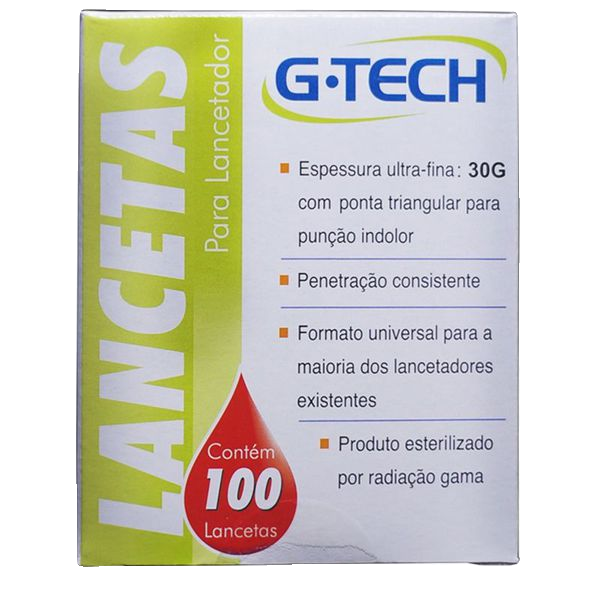 LANCETAS
Para Lancetador
G·TECH
Espessura ultra-fina: 30G
com ponta triangular para
punção indolor
Penetração consistente
Formato universal para a
maioria dos lancetadores
existentes
Produto esterilizado
por radiação gama
Contém
100
Lancetas